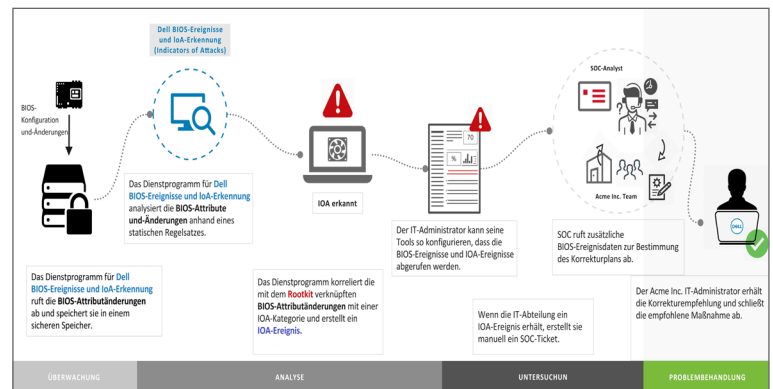 Dell BIOS-Ereignisse
und IoA-Erkennung
(Indicators of Attacks)
BIOS-
Konfiguration
und-Änderungen
Das Dienstprogramm für Dell
BIOS-Ereignisse und IoA-Erkennung
analysiert die BIOS-Attribute
und-Änderungen anhand eines
statischen Regelsatzes.
Das Dienstprogramm für Dell
BIOS-Ereignisse und IoA-Erkennung
ruft die BIOS-Attributänderungen
ab und speichert sie in einem
sicheren Speicher.
IOA erkannt
Das Dienstprogramm korreliert die
mit dem Rootkit verknüpften
BIOS-Attributänderungen mit einer
IOA-Kategorie und erstellt ein
IOA-Ereignis.
70
%
Der IT-Administrator kann seine
Tools so konfigurieren, dass die
BIOS-Ereignisse und IOA-Ereignisse
abgerufen werden.
Wenn die IT-Abteilung ein
IOA-Ereignis erhält, erstellt sie
manuell ein SOC-Ticket.
SOC-Analyst
?
Acme Inc. Team
SOC ruft zusätzliche
BIOS-Ereignisdaten zur Bestimmung
des Korrekturplans ab.
DELL
Der Acme Inc. IT-Administrator erhält
die Korrekturempfehlung und schließt
die empfohlene Maßnahme ab.
ÜBERWACHUNG
ANALYSE
UNTERSUCHUN
PROBLEMBEHANDLUNG